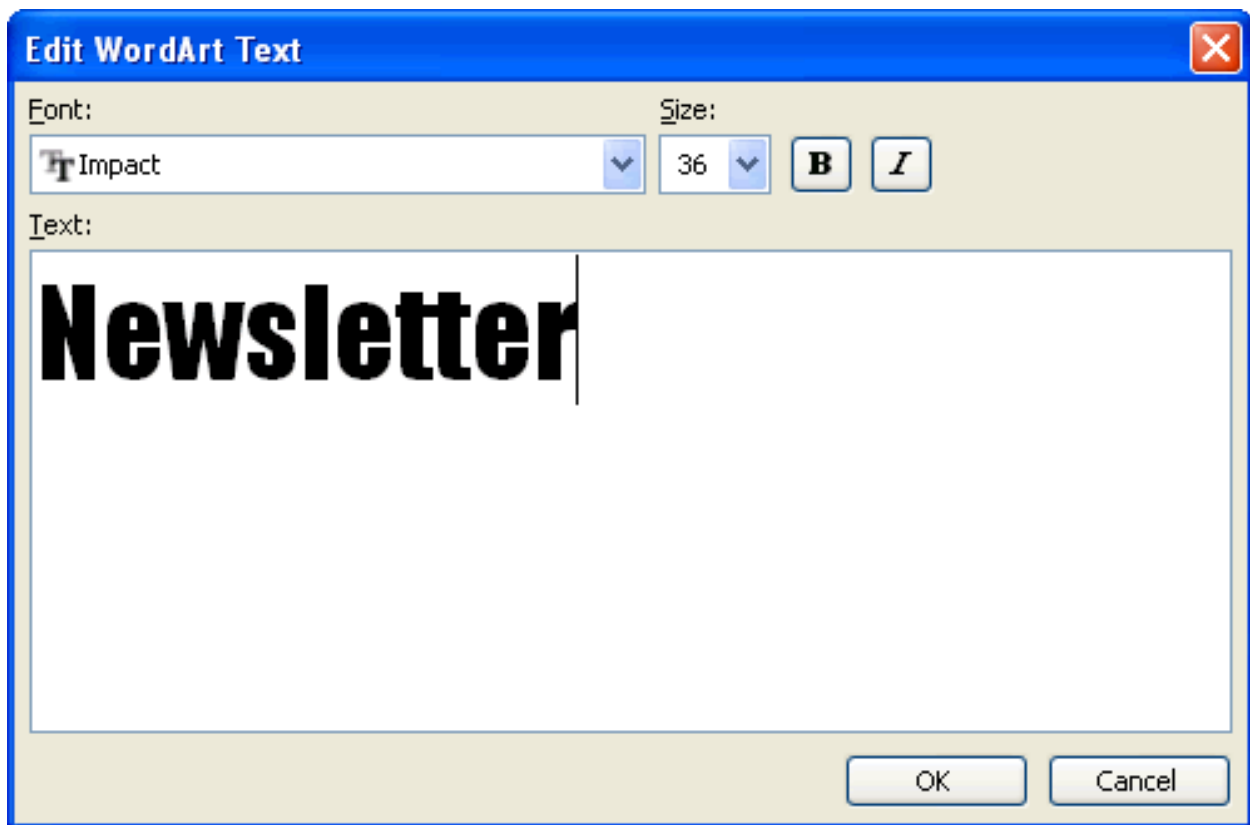 Edit WordArt Text
Font: Size:
Impact 36 B I
Text:
Newsletter
OK Cancel